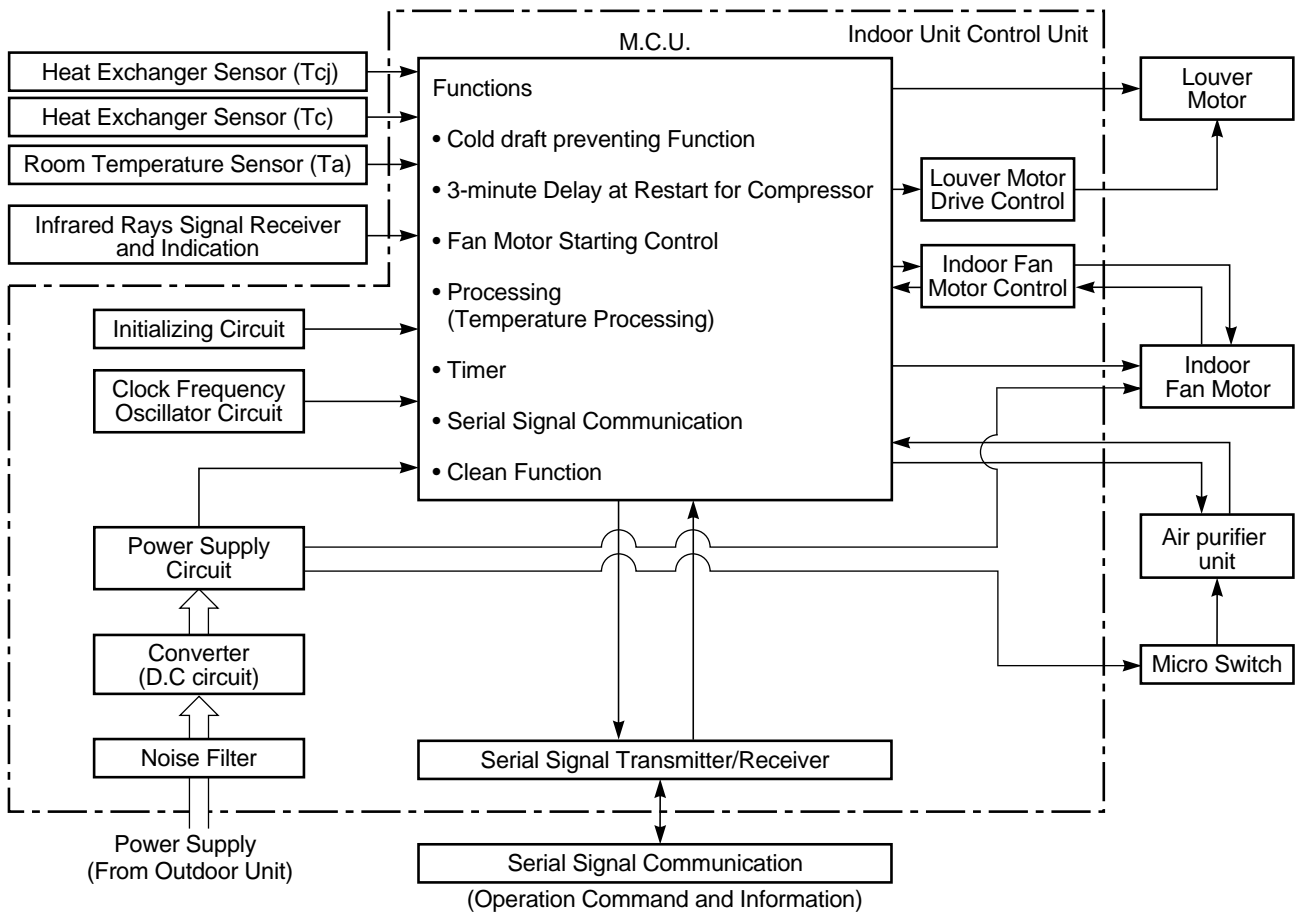 M.C.U.
Indoor Unit Control Unit
Heat Exchanger Sensor (Tcj)
Heat Exchanger Sensor (Tc)
Room Temperature Sensor (Ta)
Infrared Rays Signal Receiver
and Indication
Initializing Circuit
Clock Frequency
Oscillator Circuit
Power Supply
Circuit
Converter
(D.C circuit)
Noise Filter
Power Supply
(From Outdoor Unit)
Functions
• Cold draft preventing Function
• 3-minute Delay at Restart for Compressor
• Fan Motor Starting Control
• Processing
(Temperature Processing)
• Timer
• Serial Signal Communication
• Clean Function
Serial Signal Transmitter/Receiver
Serial Signal Communication
(Operation Command and Information)
Louver Motor
Drive Control
Indoor Fan
Motor Control
Louver
Motor
Indoor
Fan Motor
Air purifier
unit
Micro Switch